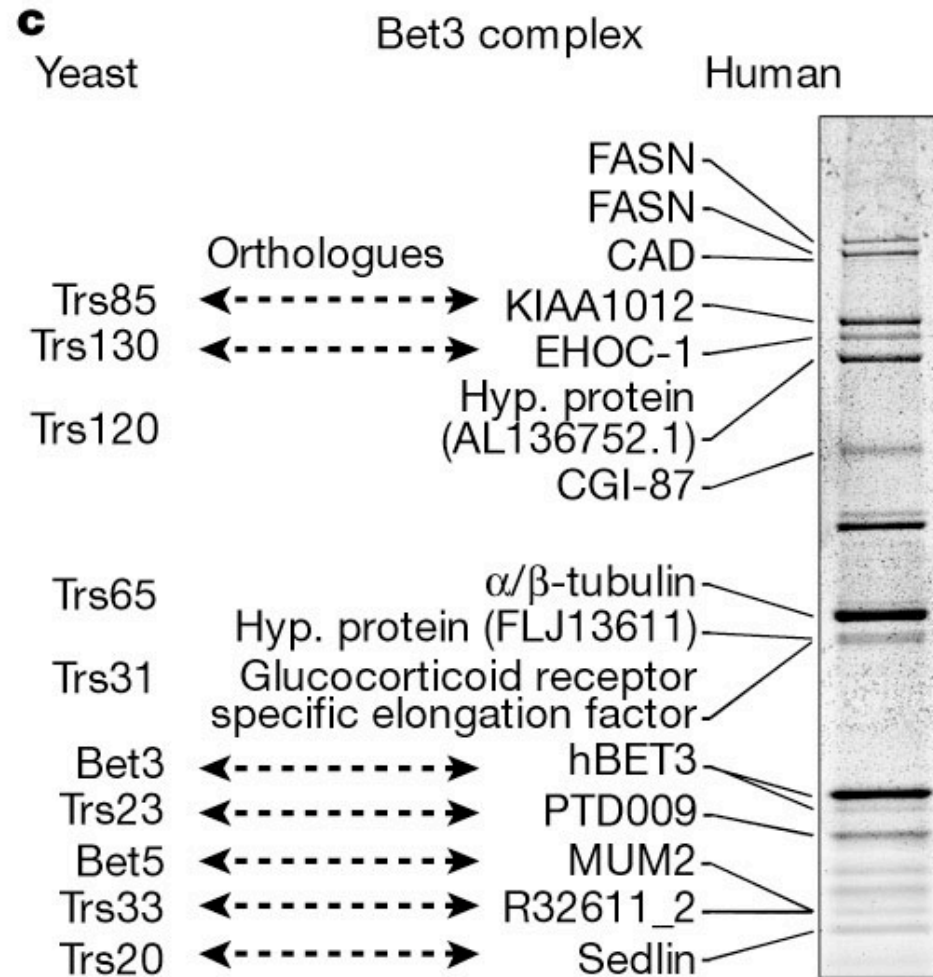 c
Bet3 complex
Yeast
Human
FASN
FASN
Orthologues
CAD
Trs85
KIAA1012
Trs130
EHOC-1
Hyp. protein
(AL136752.1)
Trs120
CGI-87
Trs65
α/β-tubulin
Hyp. protein (FLJ13611)
Trs31
Glucocorticoid receptor
specific elongation factor
Bet3
hBET3
Trs23
PTD009
Bet5
MUM2
Trs33
R32611_2
Trs20
Sedlin